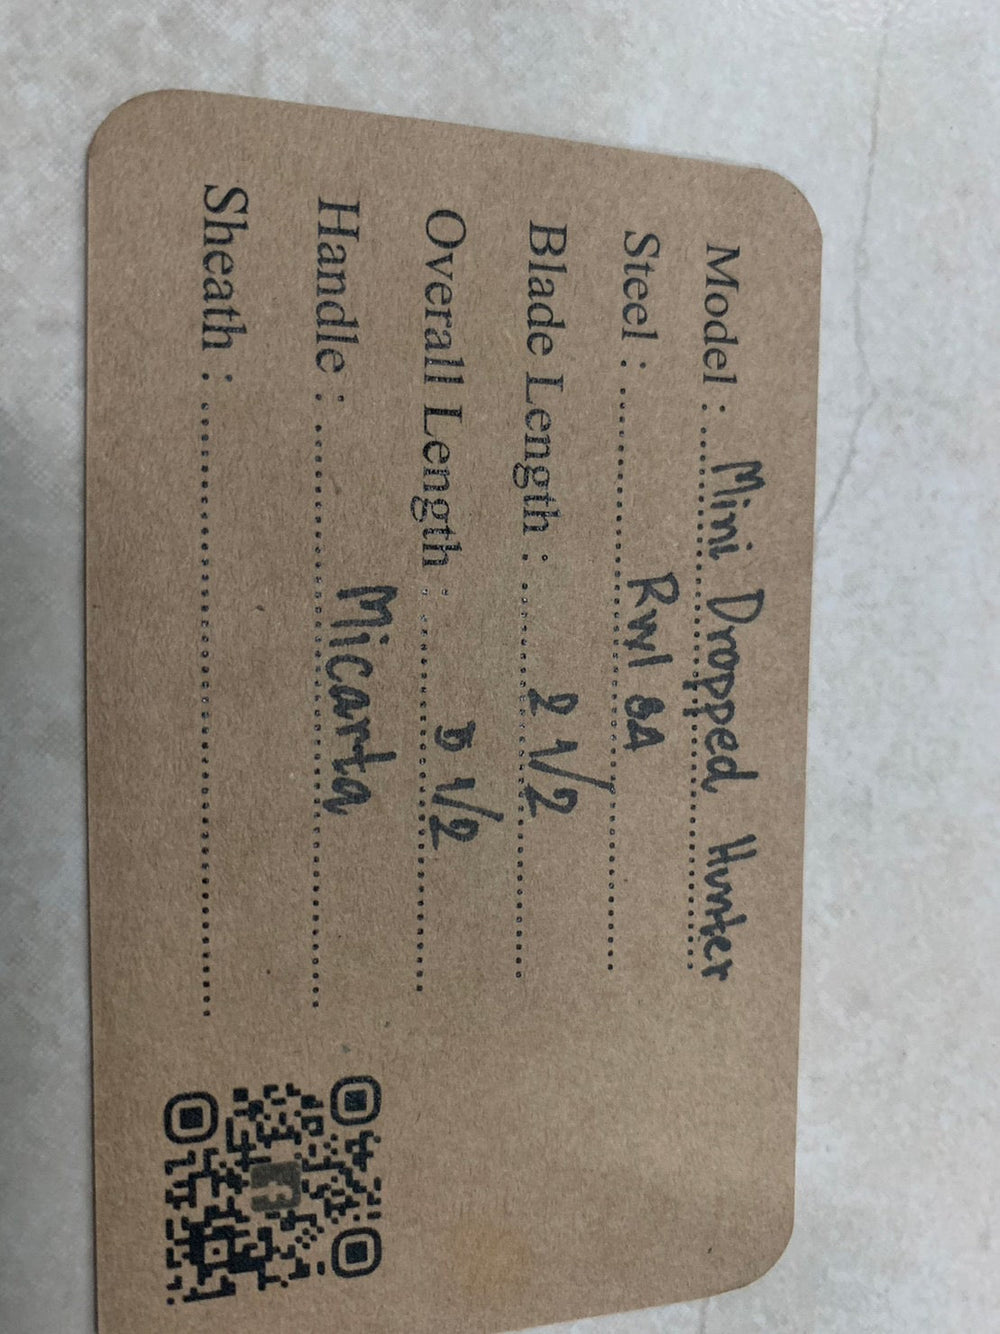 Model : Mini Dropped Hunter
Steel : Rwl 34
Blade Length : 2 1/2
Overall Length : 5 1/2
Handle : Micarta
Sheath :